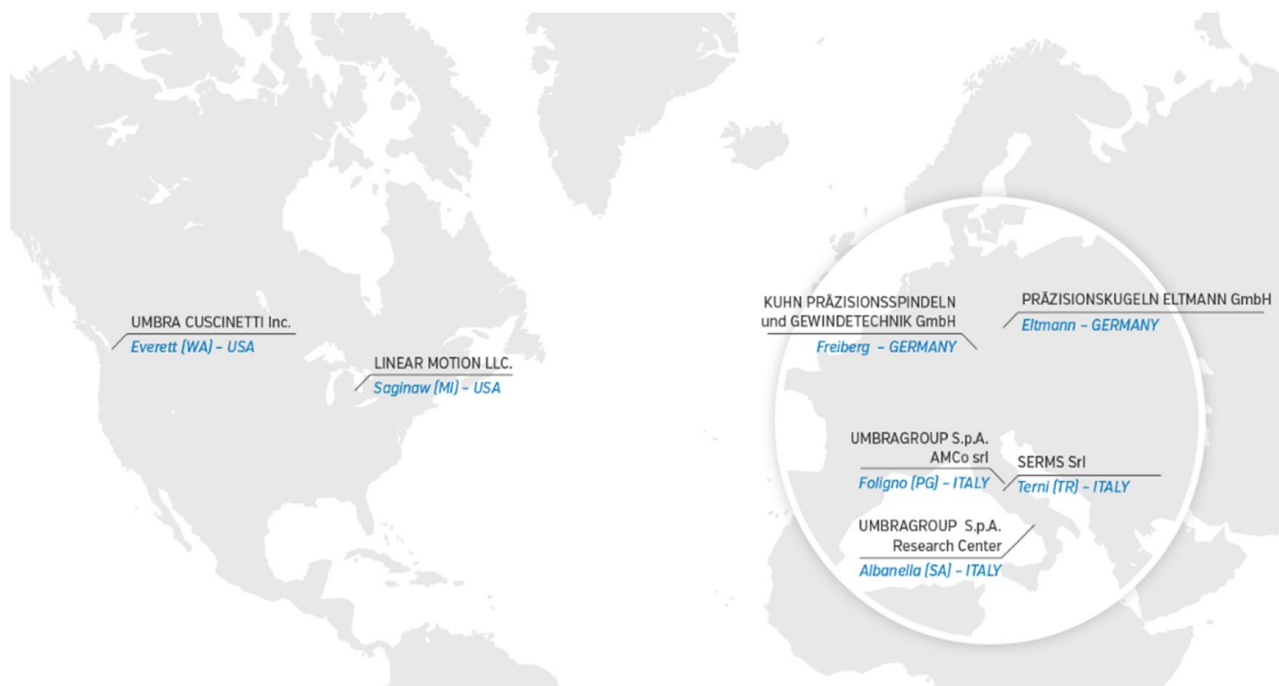 UMBRA CUSCINETTI Inc.
Everett (WA) – USA
LINEAR MOTION LLC.
Saginaw (MI) – USA
KUHN PRÄZISIONSSPINDELN
und GEWINDETECHNIK GmbH
Freiberg – GERMANY
PRÄZISIONSKUGELN ELTMANN GmbH
Eltmann – GERMANY
UMBRAGROUP S.p.A.
AMCo srl
Foligno (PG) – ITALY
SERMS Srl
Terni (TR) – ITALY
UMBRAGROUP S.p.A.
Research Center
Albanella (SA) – ITALY